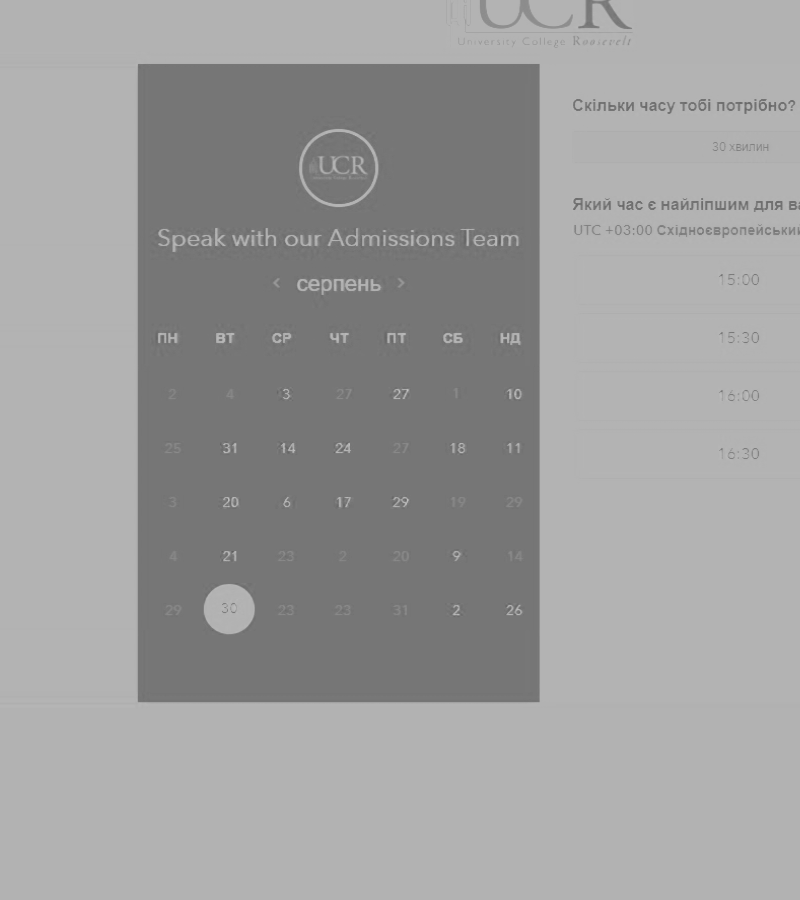 UCR
University College Roosevelt
UCR
Speak with our Admissions Team
серпень
ПН ВТ СР ЧТ ПТ СБ НД
2 4 3 27 27 1 10
25 31 14 24 27 18 11
3 20 6 17 29 19 29
4 21 23 2 20 9 14
29 30 23 23 31 2 26
Скільки часу тобі потрібно?
30 хвилин
Який час є найліпшим для ва
UTC +03:00 Східноєвропейський
15:00
15:30
16:00
16:30